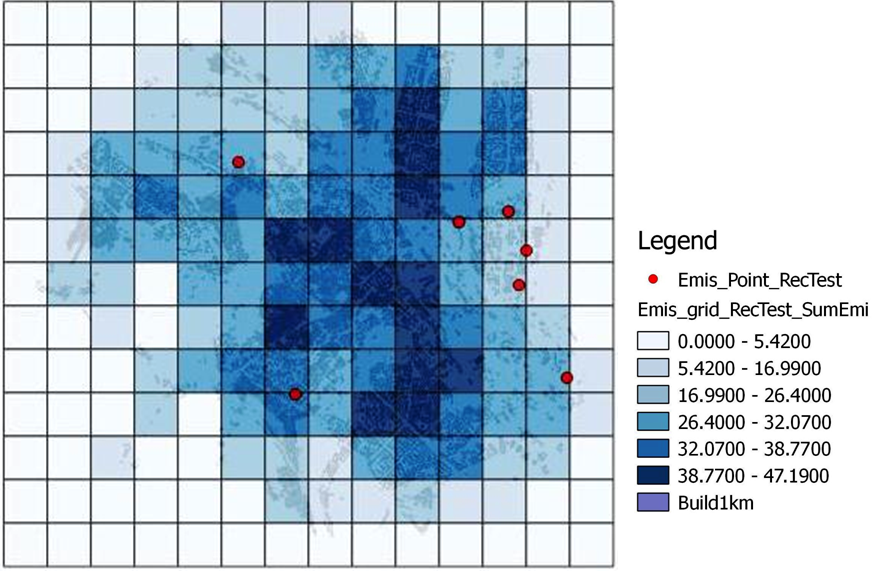 Legend
Emis_Point_RecTest
Emis_grid_RecTest_SumEmi
0.0000 - 5.4200
5.4200 - 16.9900
16.9900 - 26.4000
26.4000 - 32.0700
32.0700 - 38.7700
38.7700 - 47.1900
Build1km